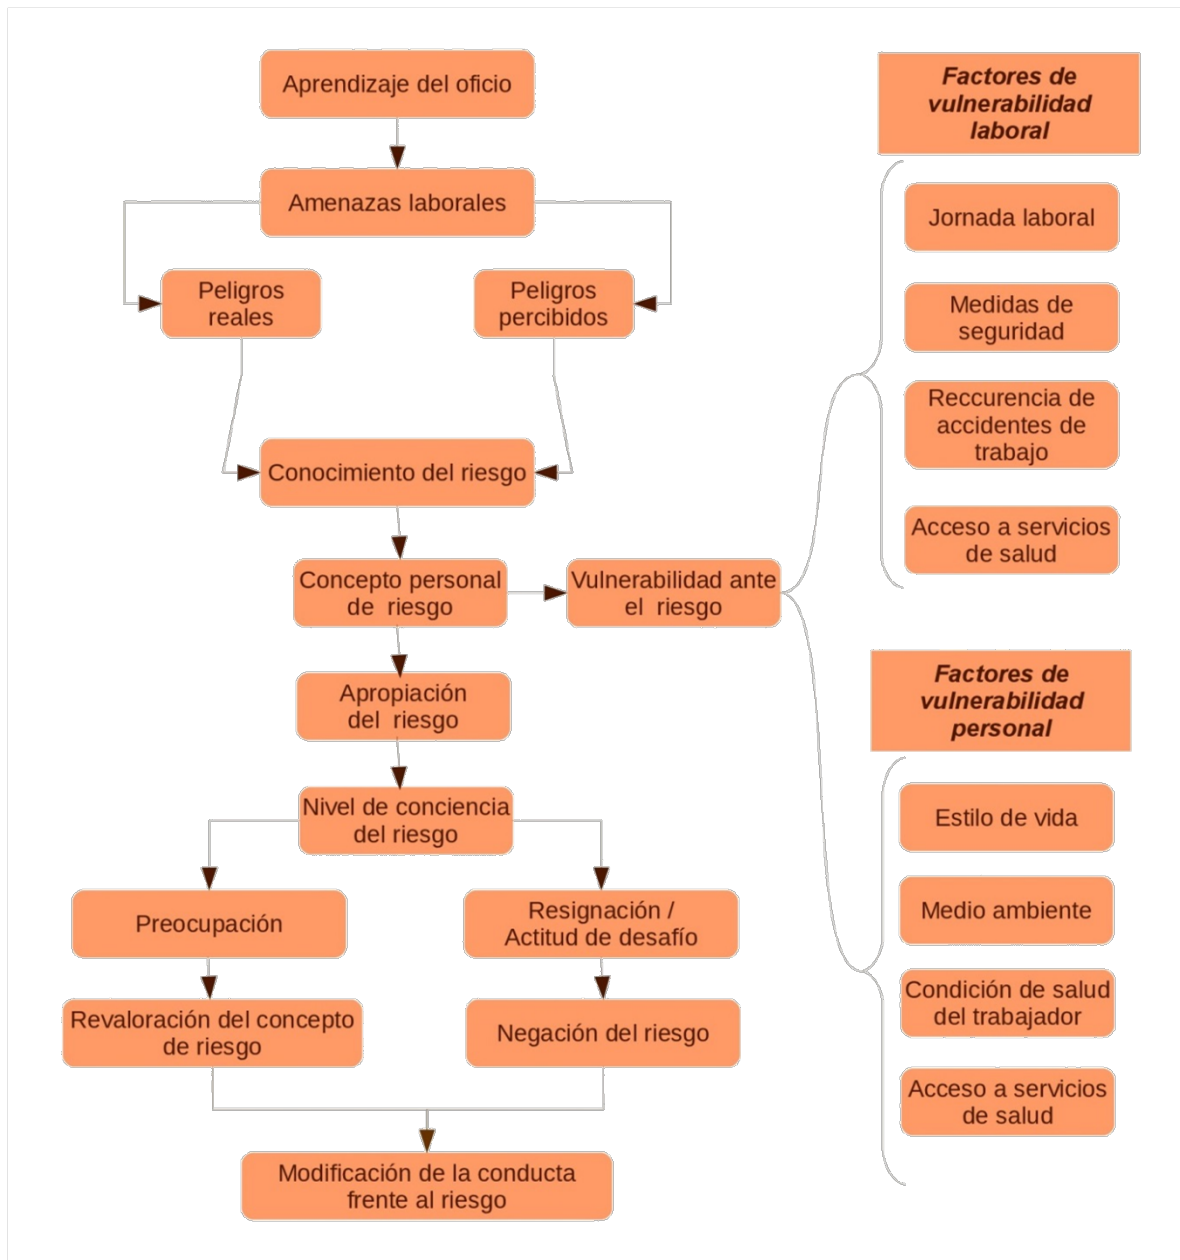 Aprendizaje del oficio
Amenazas laborales
Peligros
reales
Peligros
percibidos
Conocimiento del riesgo
Concepto personal
de riesgo
Vulnerabilidad ante
el riesgo
Apropiación
del riesgo
Nivel de conciencia
del riesgo
Preocupación
Resignación /
Actitud de desafío
Revaloración del concepto
de riesgo
Negación del riesgo
Modificación de la conducta
frente al riesgo
Factores de
vulnerabilidad
laboral
Jornada laboral
Medidas de
seguridad
Reccurencia de
accidentes de
trabajo
Acceso a servicios
de salud
Factores de
vulnerabilidad
personal
Estilo de vida
Medio ambiente
Condición de salud
del trabajador
Acceso a servicios
de salud